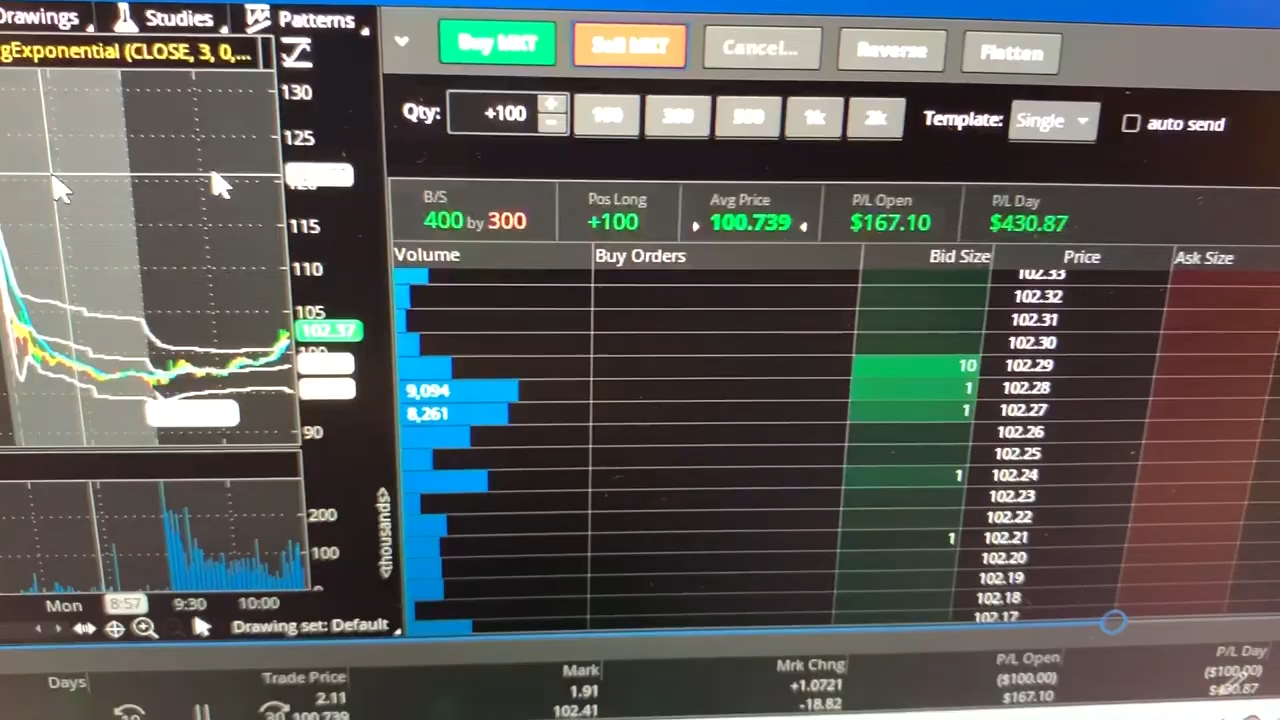 Drawings Studies Patterns
gExponential (CLOSE, 3, 0,...
130
125
115
110
105
102.37
100
90
200
100
<thousands>
Mon 8:57 9:30 10:00
Drawing set: Default
Buy MKT Sell MKT Cancel... Reverse Flatten
Qty: +100 100 300 500 1k 2k Template: Single auto send
B/S Pos Long Avg Price P/L Open P/L Day
400 by 300 +100 100.739 $167.10 $430.87
Volume Buy Orders Bid Size Price Ask Size
102.33
102.32
102.31
102.30
10 102.29
9,094 1 102.28
8,261 1 102.27
102.26
102.25
1 102.24
102.23
102.22
1 102.21
102.20
102.19
102.18
102.17
Days Trade Price Mark Mrk Chng P/L Open P/L Day
2.11 1.91 +1.0721 ($100.00) ($100.00)
100.739 102.41 -18.82 $167.10 $430.87